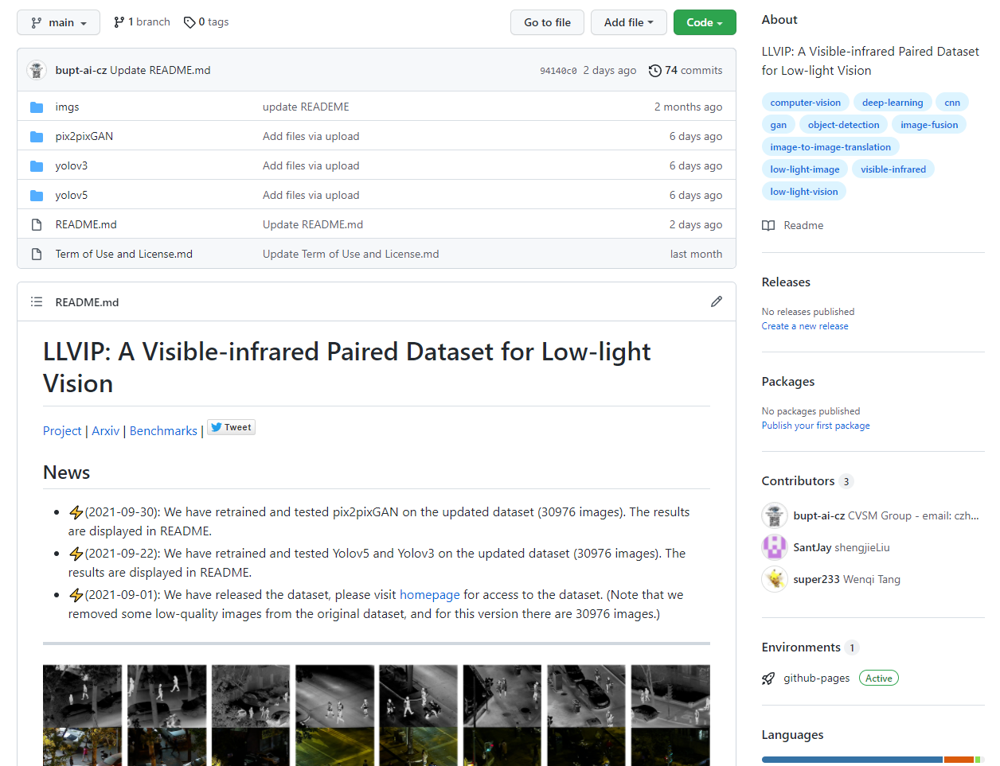 main
1 branch
0 tags
Go to file
Add file
Code
bupt-ai-cz Update README.md
94140c0 2 days ago
74 commits
imgs
update READEME
2 months ago
pix2pixGAN
Add files via upload
6 days ago
yolov3
Add files via upload
6 days ago
yolov5
Add files via upload
6 days ago
README.md
Update README.md
2 days ago
Term of Use and License.md
Update Term of Use and License.md
last month
README.md
LLVIP: A Visible-infrared Paired Dataset for Low-light
Vision
Project | Arxiv | Benchmarks | Tweet
News
⚡(2021-09-30): We have retrained and tested pix2pixGAN on the updated dataset (30976 images). The results
are displayed in README.
⚡(2021-09-22): We have retrained and tested Yolov5 and Yolov3 on the updated dataset (30976 images). The
results are displayed in README.
⚡(2021-09-01): We have released the dataset, please visit homepage for access to the dataset. (Note that we
removed some low-quality images from the original dataset, and for this version there are 30976 images.)
About
LLVIP: A Visible-infrared Paired Dataset
for Low-light Vision
computer-vision deep-learning cnn
gan object-detection image-fusion
image-to-image-translation
low-light-image visible-infrared
low-light-vision
Readme
Releases
No releases published
Create a new release
Packages
No packages published
Publish your first package
Contributors 3
bupt-ai-cz CVSM Group - email: czh...
SantJay shengjieLiu
super233 Wenqi Tang
Environments 1
github-pages Active
Languages